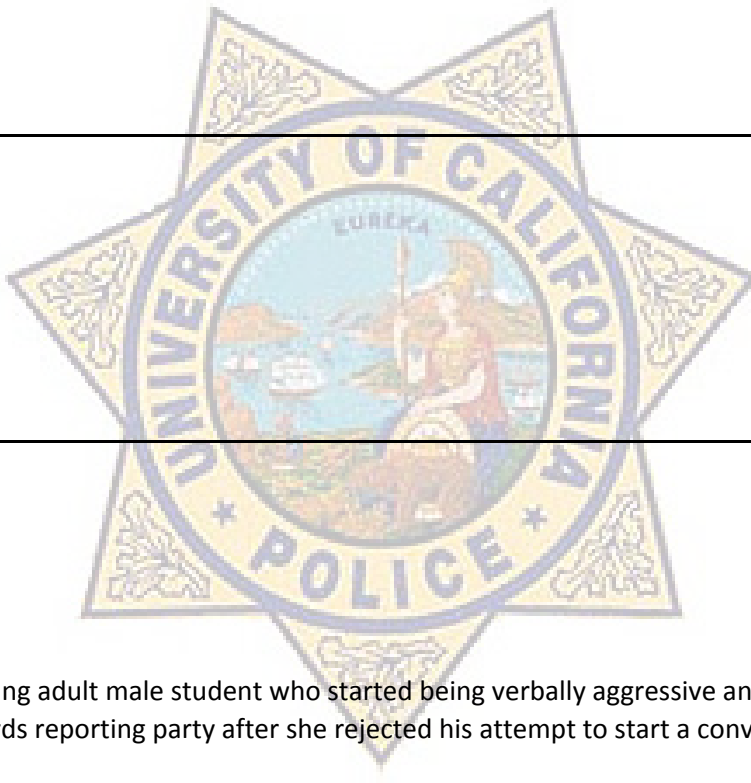 UNIVERSITY OF CALIFORNIA
EUREKA
POLICE
ng adult male student who started being verbally aggressive an
ds reporting party after she rejected his attempt to start a conv